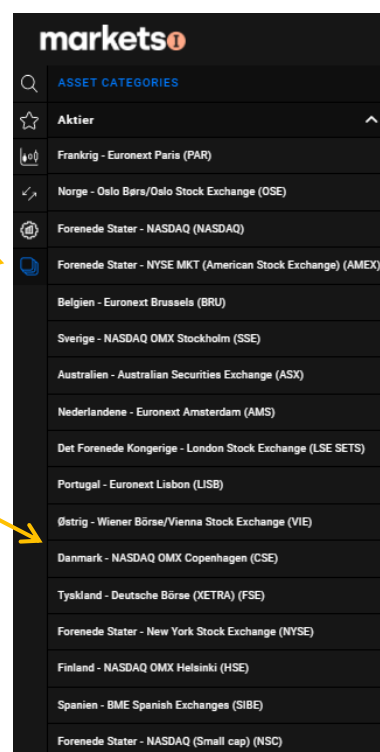 markets
ASSET CATEGORIES
Aktier
Frankrig - Euronext Paris (PAR)
Norge - Oslo Børs/Oslo Stock Exchange (OSE)
Forenede Stater - NASDAQ (NASDAQ)
Forenede Stater - NYSE MKT (American Stock Exchange) (AMEX)
Belgien - Euronext Brussels (BRU)
Sverige - NASDAQ OMX Stockholm (SSE)
Australien - Australian Securities Exchange (ASX)
Nederlandene - Euronext Amsterdam (AMS)
Det Forenede Kongerige - London Stock Exchange (LSE SETS)
Portugal - Euronext Lisbon (LISB)
Østrig - Wiener Börse/Vienna Stock Exchange (VIE)
Danmark - NASDAQ OMX Copenhagen (CSE)
Tyskland - Deutsche Börse (XETRA) (FSE)
Forenede Stater - New York Stock Exchange (NYSE)
Finland - NASDAQ OMX Helsinki (HSE)
Spanien - BME Spanish Exchanges (SIBE)
Forenede Stater - NASDAQ (Small cap) (NSC)